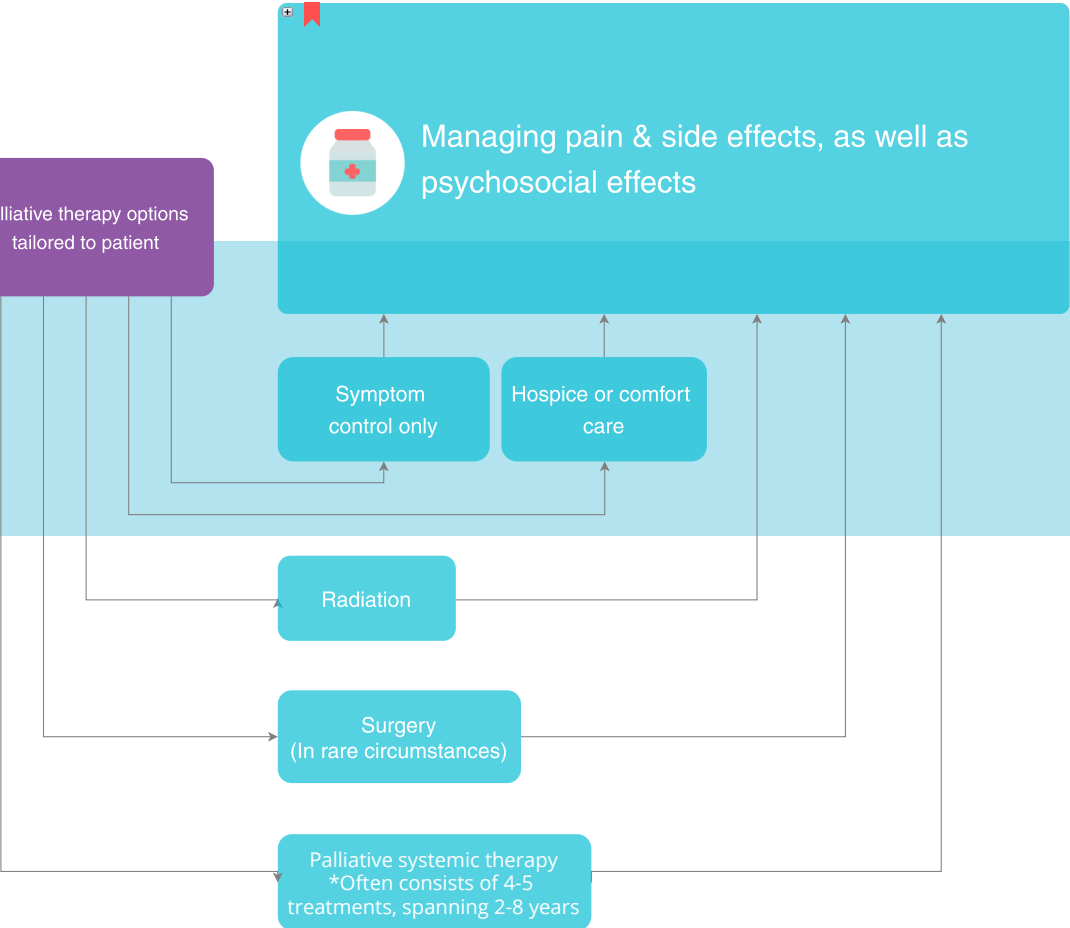 Managing pain & side effects, as well as
psychosocial effects
lliative therapy options
tailored to patient
Symptom
control only
Hospice or comfort
care
Radiation
Surgery
(In rare circumstances)
Palliative systemic therapy
*Often consists of 4-5
treatments, spanning 2-8 years